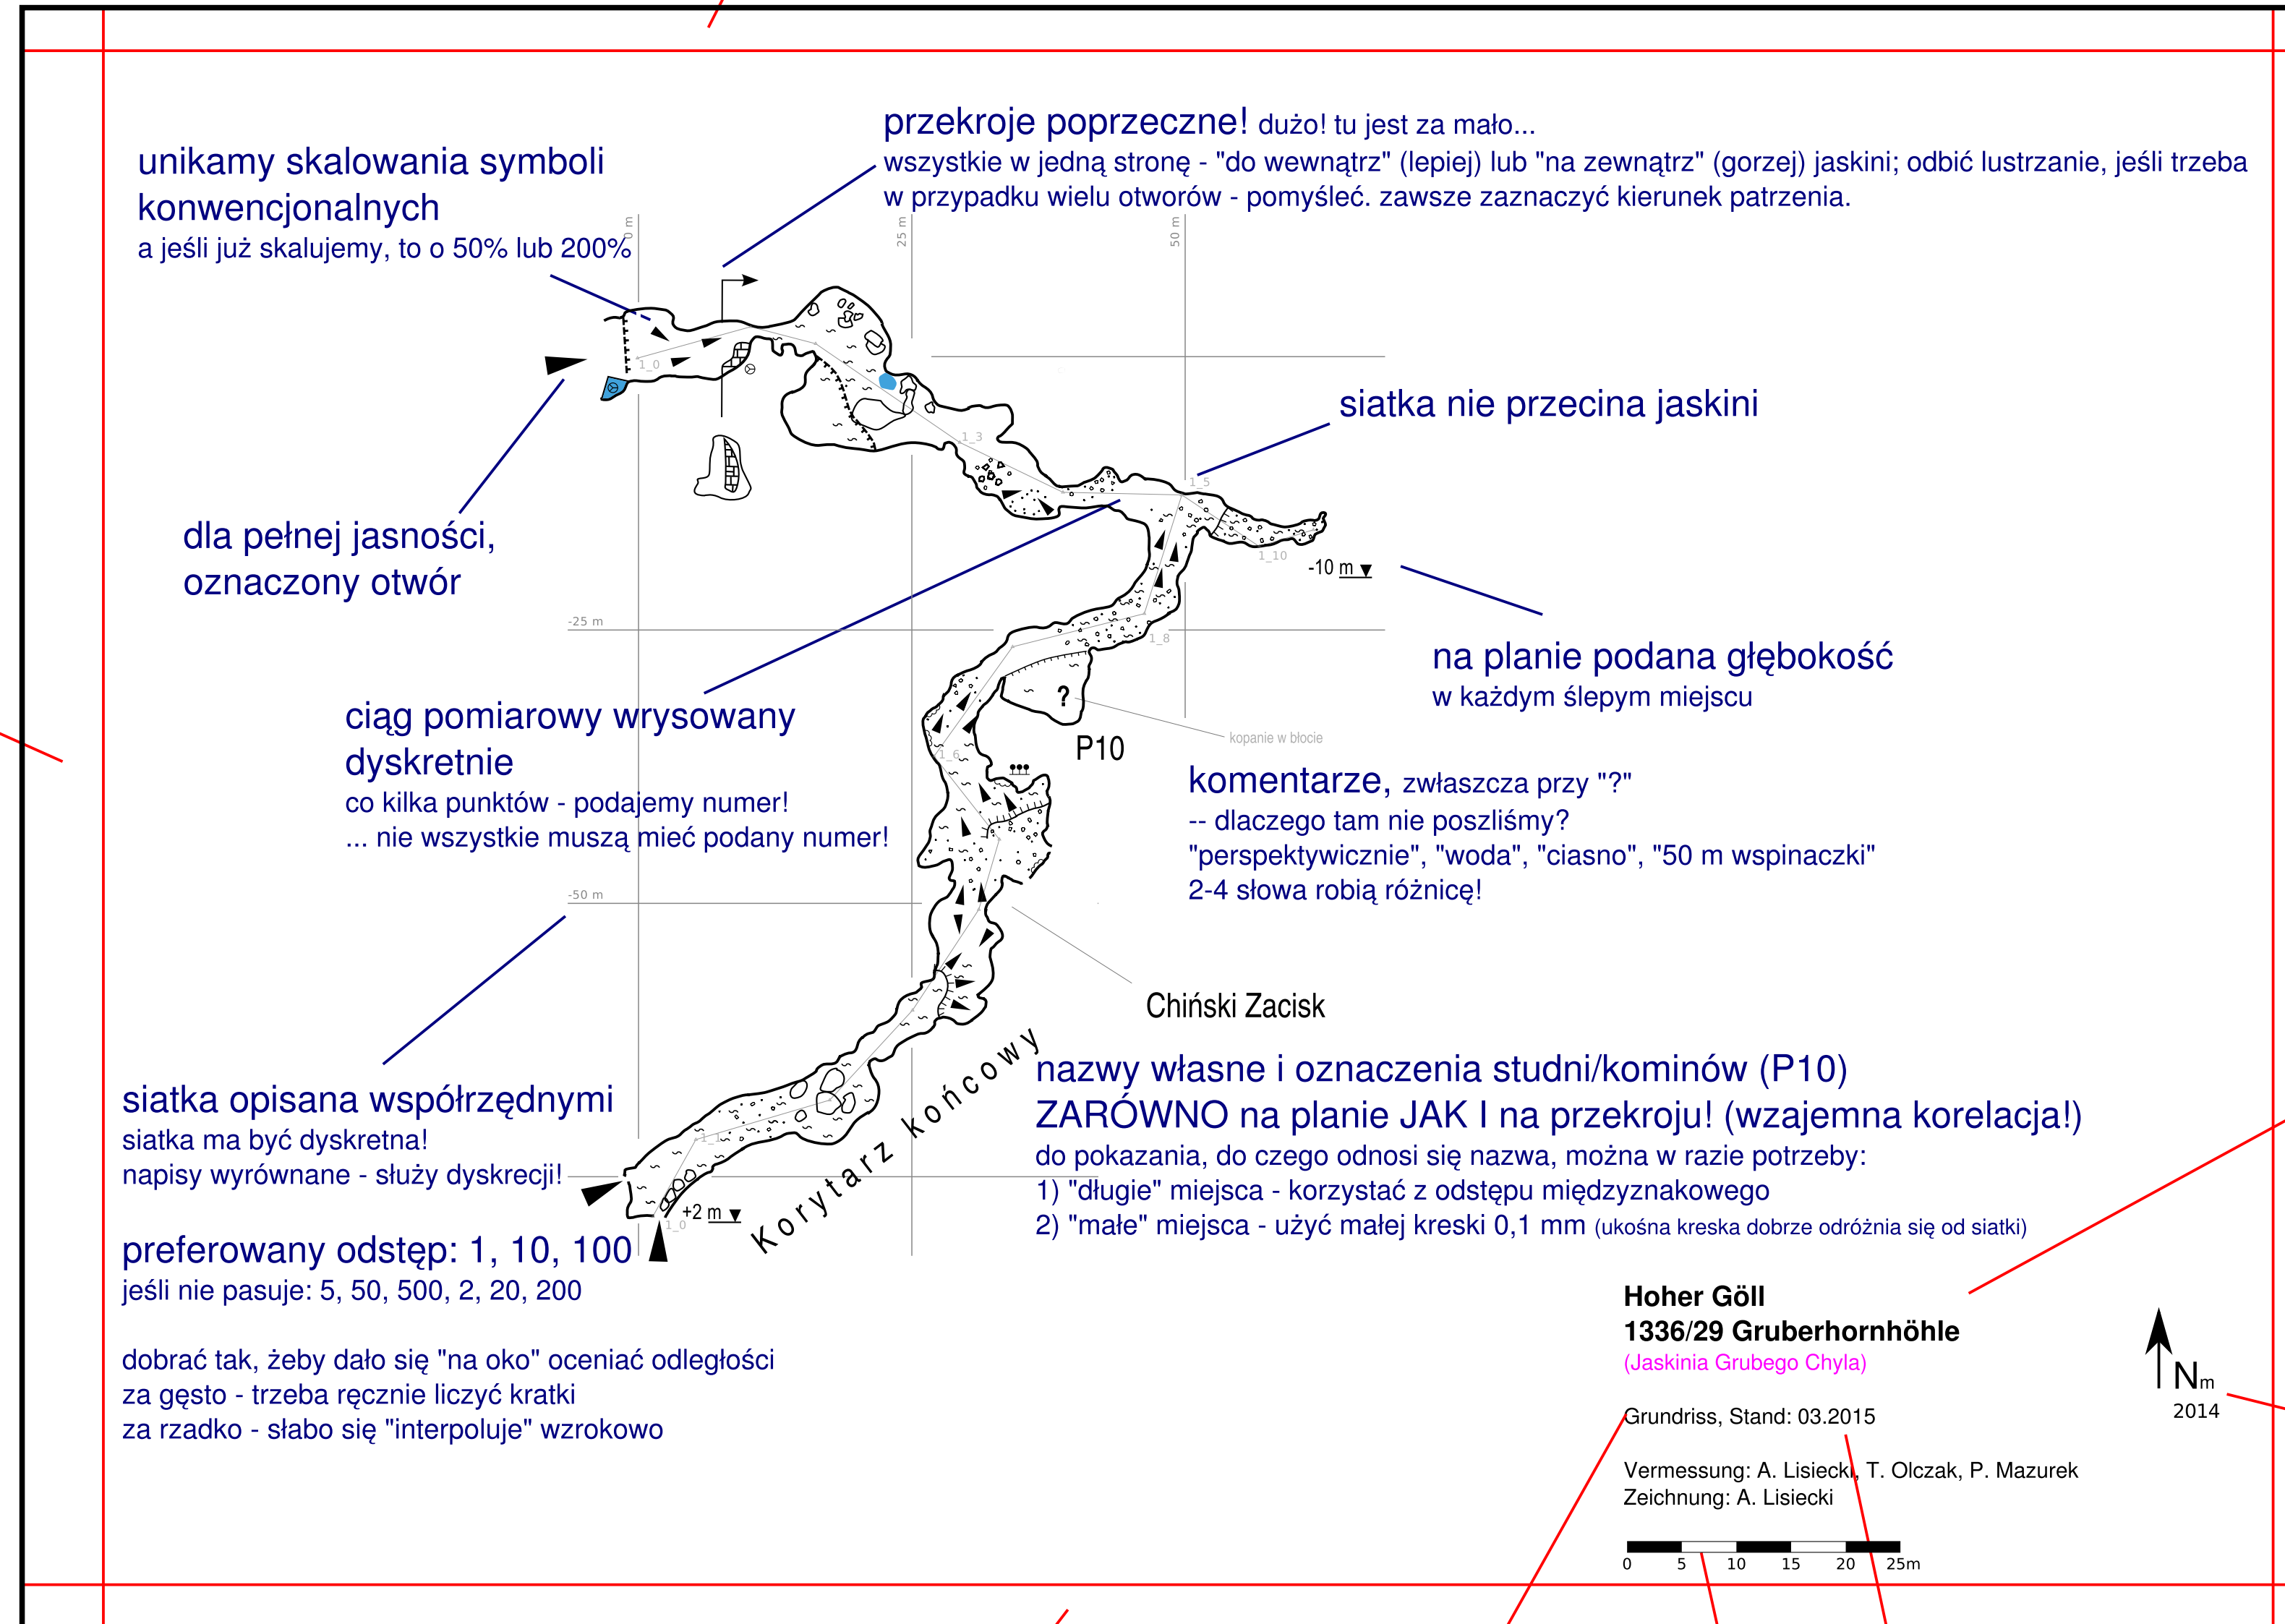 przekroje poprzeczne! dużo! tu jest za mało...
wszystkie w jedną stronę - "do wewnątrz" (lepiej) lub "na zewnątrz" (gorzej) jaskini; odbić lustrzanie, jeśli trzeba
w przypadku wielu otworów - pomyśleć. zawsze zaznaczyć kierunek patrzenia.
unikamy skalowania symboli
konwencjonalnych
a jeśli już skalujemy, to o 50% lub 200%
0 m
25 m
50 m
1_0
siatka nie przecina jaskini
1_3
1_5
dla pełnej jasności,
oznaczony otwór
1_10
-10 m
-25 m
1_8
na planie podana głębokość
w każdym ślepym miejscu
?
ciąg pomiarowy wrysowany
dyskretnie
co kilka punktów - podajemy numer!
... nie wszystkie muszą mieć podany numer!
kopanie w błocie
P10
1_6
komentarze, zwłaszcza przy "?"
-- dlaczego tam nie poszliśmy?
"perspektywicznie", "woda", "ciasno", "50 m wspinaczki"
2-4 słowa robią różnicę!
-50 m
Chiński Zacisk
Korytarz końcowy
nazwy własne i oznaczenia studni/kominów (P10)
ZARÓWNO na planie JAK I na przekroju! (wzajemna korelacja!)
do pokazania, do czego odnosi się nazwa, można w razie potrzeby:
1) "długie" miejsca - korzystać z odstępu międzyznakowego
2) "małe" miejsca - użyć małej kreski 0,1 mm (ukośna kreska dobrze odróżnia się od siatki)
siatka opisana współrzędnymi
siatka ma być dyskretna!
napisy wyrównane - służy dyskrecji!
1_1
+2 m
1_0
preferowany odstęp: 1, 10, 100
jeśli nie pasuje: 5, 50, 500, 2, 20, 200
dobrać tak, żeby dało się "na oko" oceniać odległości
za gęsto - trzeba ręcznie liczyć kratki
za rzadko - słabo się "interpoluje" wzrokowo
Hoher Göll
1336/29 Gruberhornhöhle
(Jaskinia Grubego Chyla)
Grundriss, Stand: 03.2015
Vermessung: A. Lisiecki, T. Olczak, P. Mazurek
Zeichnung: A. Lisiecki
Nm
2014
0 5 10 15 20 25m